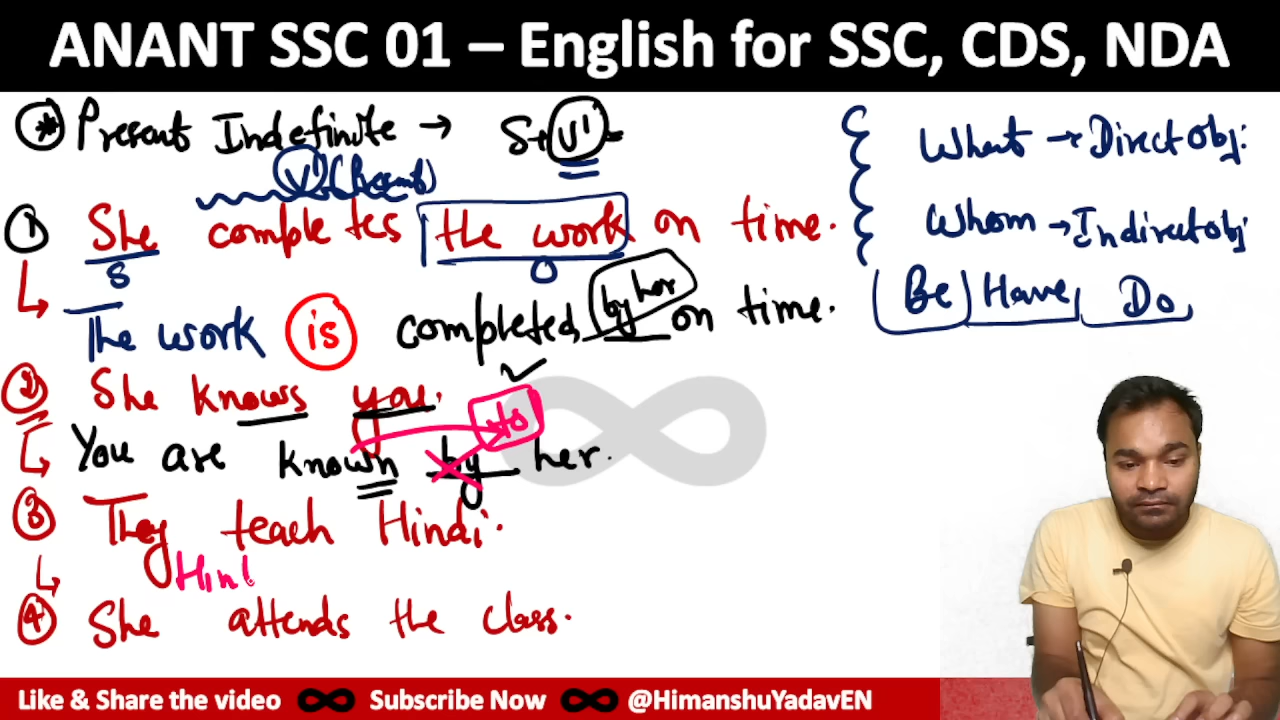 ANANT SSC 01 – English for SSC, CDS, NDA
* Present Indefinite → S+V¹+
V¹ (Present)
What → Direct Obj:
① She completes the work on time.
S O
Whom → Indirect Obj
Be Have Do
The work is completed by her on time.
② She knows you.
to
You are known by her.
③ They teach Hindi.
Hin
④ She attends the class.
Like & Share the video Subscribe Now @HimanshuYadavEN